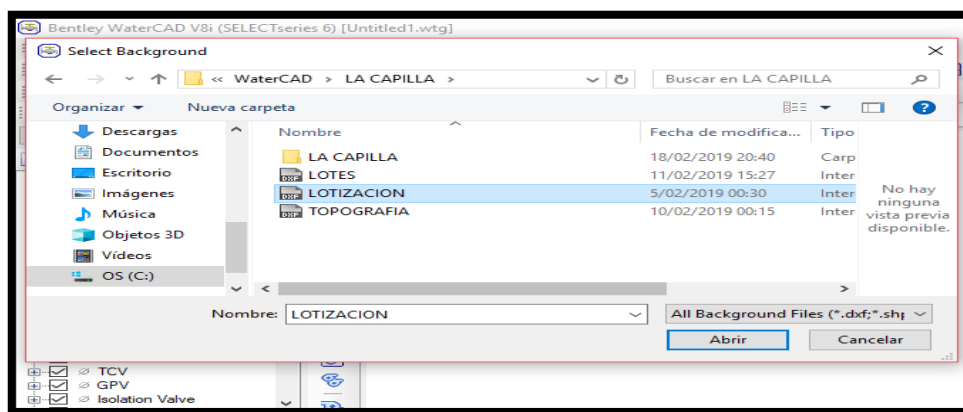 Bentley WaterCAD V8i (SELECTseries 6) [Untitled1.wtg]
Select Background
« WaterCAD > LA CAPILLA >
Buscar en LA CAPILLA
Organizar
Nueva carpeta
Descargas
Documentos
Escritorio
Imágenes
Música
Objetos 3D
Vídeos
OS (C:)
Nombre
Fecha de modifica...
Tipo
LA CAPILLA
18/02/2019 20:40
Carp
DXF LOTES
11/02/2019 15:27
Inter
DXF LOTIZACION
5/02/2019 00:30
Inter
DXF TOPOGRAFIA
10/02/2019 00:15
Inter
No hay
ninguna
vista previa
disponible.
Nombre: LOTIZACION
All Background Files (*.dxf;*.shp
Abrir
Cancelar
TCV
GPV
Isolation Valve